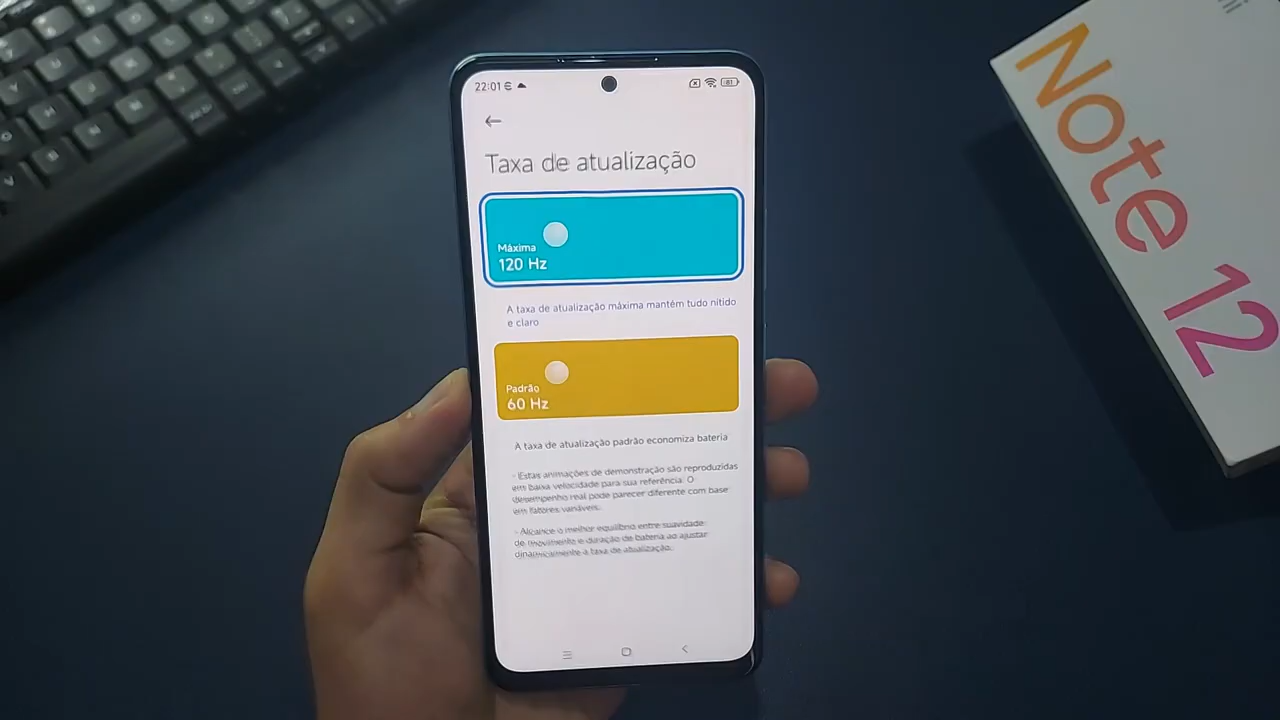 22:01
81
Taxa de atualização
Máxima
120 Hz
A taxa de atualização máxima mantém tudo nítido
e claro
Padrão
60 Hz
A taxa de atualização padrão economiza bateria
- Estas animações de demonstração são reproduzidas
em baixa velocidade para sua referência. O
desempenho real pode parecer diferente com base
em fatores variáveis.
- Alcance o melhor equilíbrio entre suavidade
de movimento e duração de bateria ao ajustar
dinamicamente a taxa de atualização.
Note 12